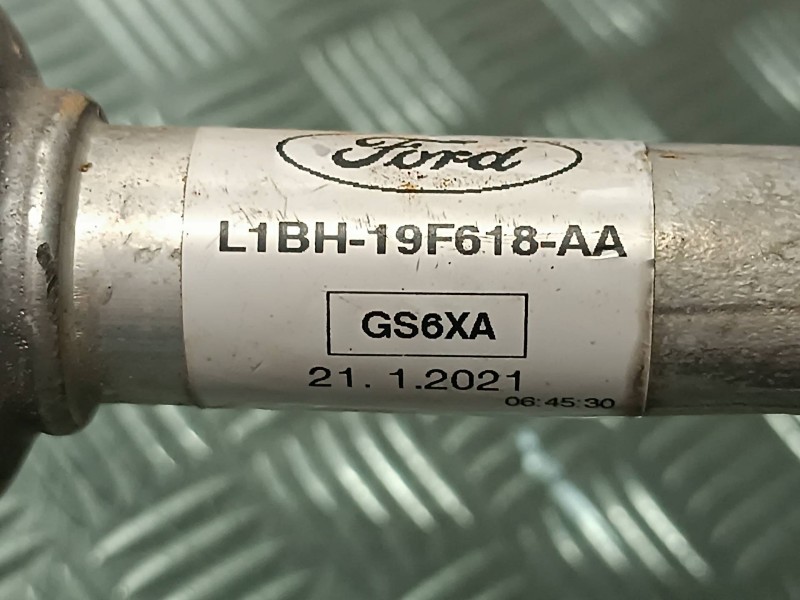 Ford
L1BH-19F618-AA
GS6XA
21. 1.2021
06:45:30